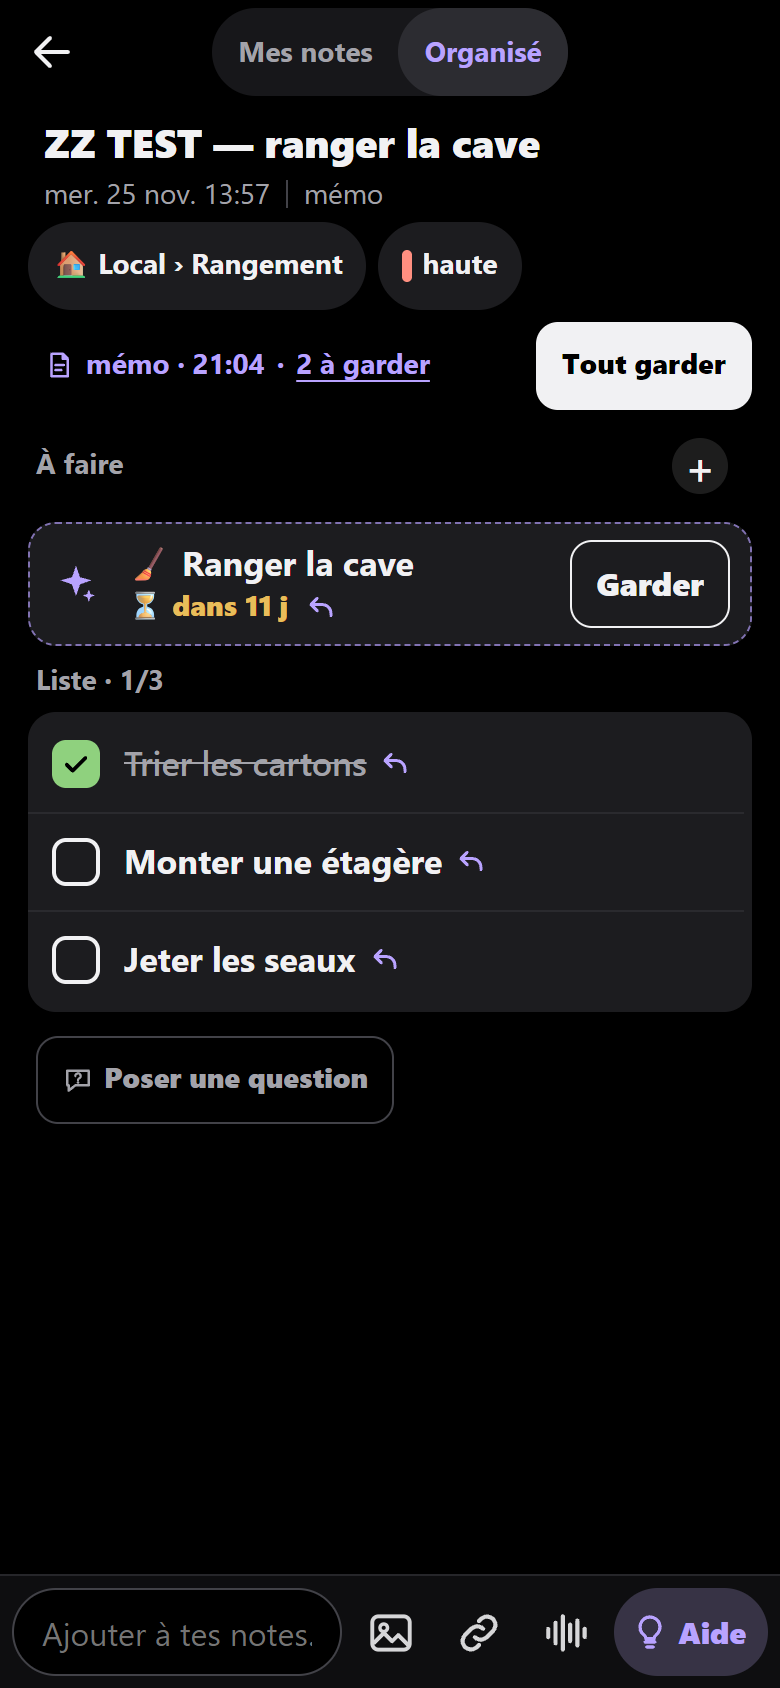 Mes notes
Organisé
ZZ TEST — ranger la cave
mer. 25 nov. 13:57 | mémo
Local › Rangement
haute
mémo · 21:04 · 2 à garder
Tout garder
À faire
+
Ranger la cave
dans 11 j
Garder
Liste · 1/3
Trier les cartons
Monter une étagère
Jeter les seaux
Poser une question
Ajouter à tes notes.
Aide